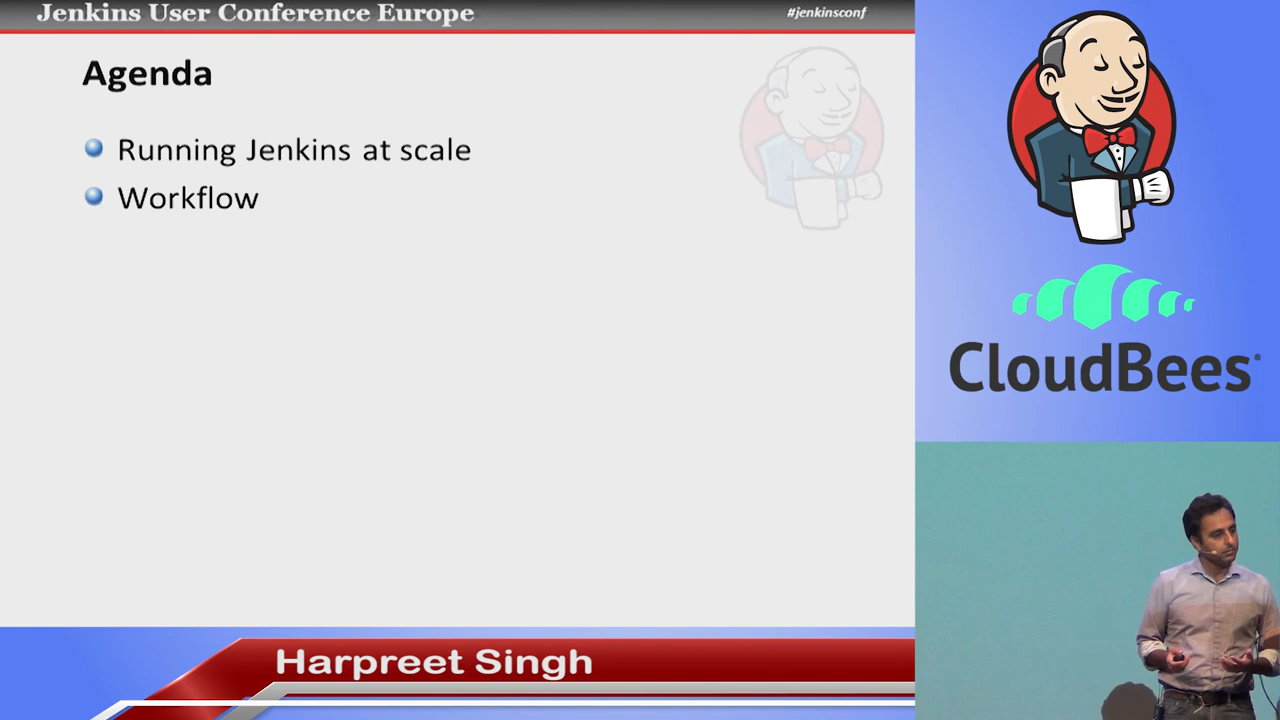 Jenkins User Conference Europe
#jenkinsconf
Agenda
Running Jenkins at scale
Workflow
CloudBees®
Harpreet Singh